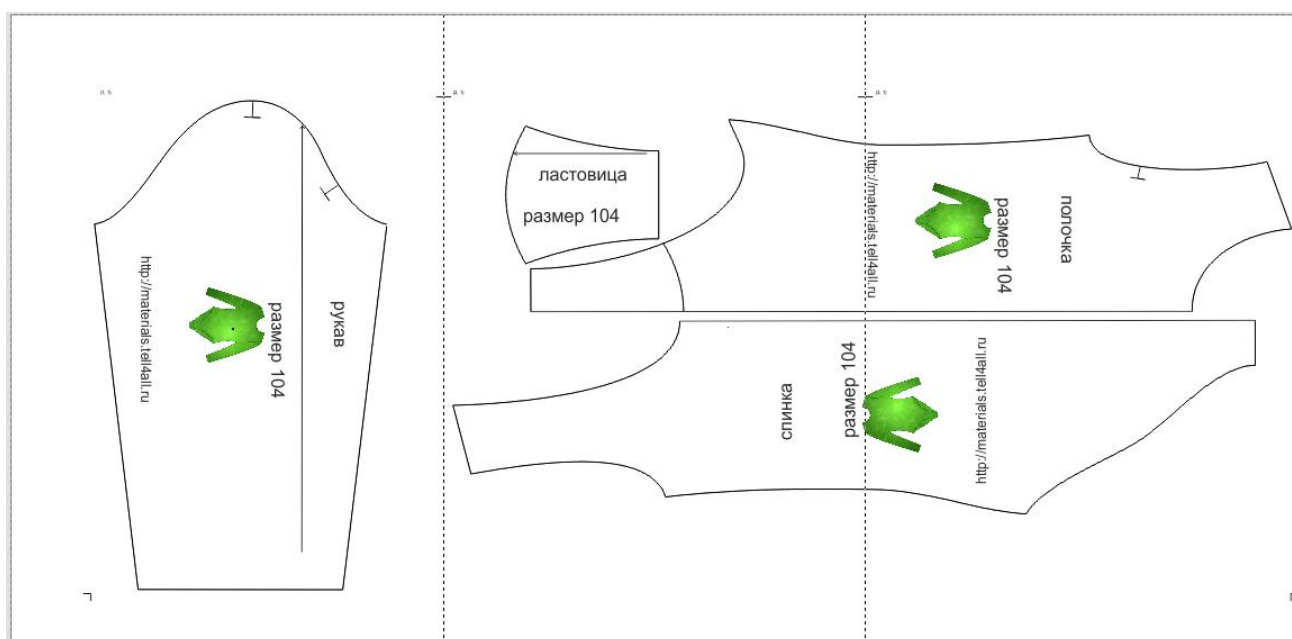 ластовица
размер 104
http://materials.tell4all.ru
размер 104
рукав
http://materials.tell4all.ru
размер 104
попочка
спинка
размер 104
http://materials.tell4all.ru